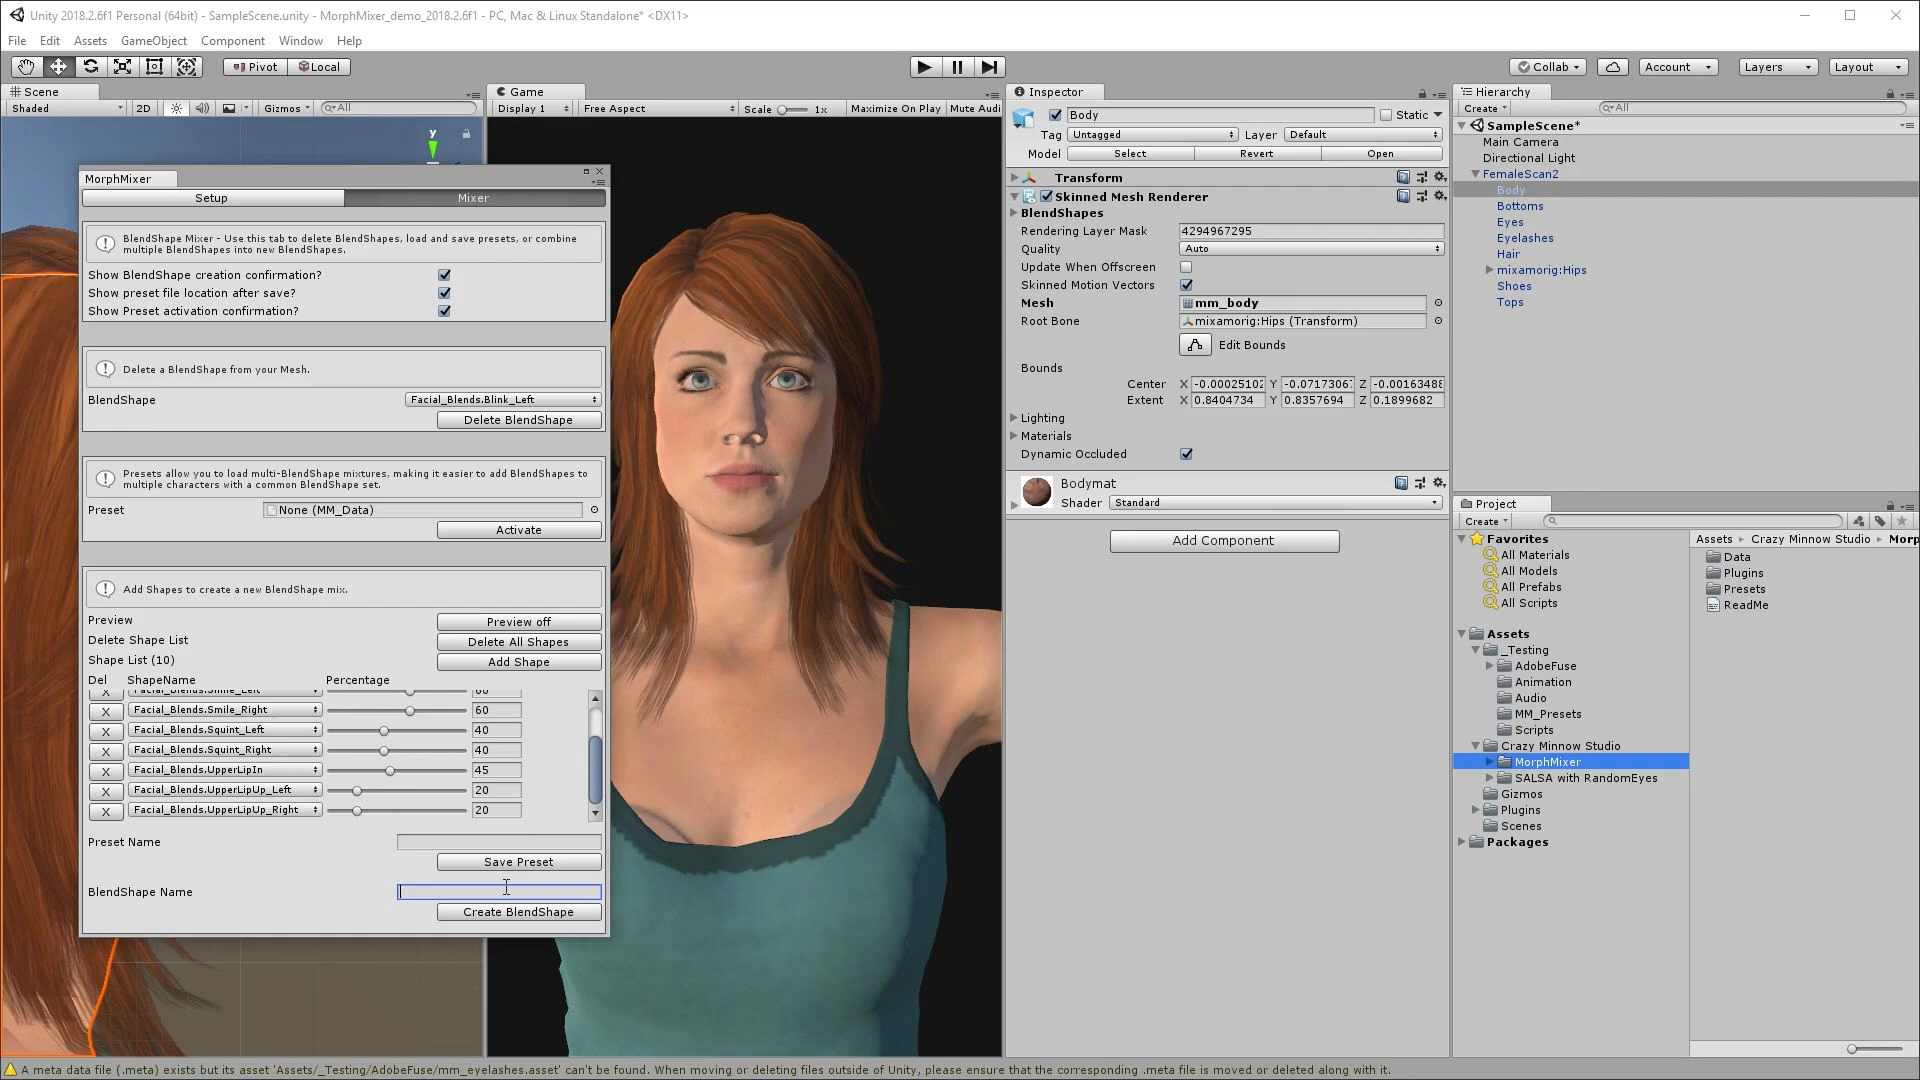 Unity 2018.2.6f1 Personal (64bit) - SampleScene.unity - MorphMixer_demo_2018.2.6f1 - PC, Mac & Linux Standalone* <DX11>
File Edit Assets GameObject Component Window Help
Pivot Local Collab Account Layers Layout
Scene
Shaded 2D Gizmos All
y
Game
Display 1 Free Aspect Scale 1x Maximize On Play Mute Audi
MorphMixer
Setup Mixer
BlendShape Mixer - Use this tab to delete BlendShapes, load and save presets, or combine
multiple BlendShapes into new BlendShapes.
Show BlendShape creation confirmation?
Show preset file location after save?
Show Preset activation confirmation?
Delete a BlendShape from your Mesh.
BlendShape Facial_Blends.Blink_Left
Delete BlendShape
Presets allow you to load multi-BlendShape mixtures, making it easier to add BlendShapes to
multiple characters with a common BlendShape set.
Preset None (MM_Data)
Activate
Add Shapes to create a new BlendShape mix.
Preview Preview off
Delete Shape List Delete All Shapes
Shape List (10) Add Shape
Del ShapeName Percentage
X Facial_Blends.Smile_Left 60
X Facial_Blends.Smile_Right 60
X Facial_Blends.Squint_Left 40
X Facial_Blends.Squint_Right 40
X Facial_Blends.UpperLipIn 45
X Facial_Blends.UpperLipUp_Left 20
X Facial_Blends.UpperLipUp_Right 20
Preset Name
Save Preset
BlendShape Name
Create BlendShape
Inspector
Body Static
Tag Untagged Layer Default
Model Select Revert Open
Transform
Skinned Mesh Renderer
BlendShapes
Rendering Layer Mask 4294967295
Quality Auto
Update When Offscreen
Skinned Motion Vectors
Mesh mm_body
Root Bone mixamorig:Hips (Transform)
Edit Bounds
Bounds
Center X -0.00025102 Y -0.0717306 Z -0.0016348
Extent X 0.8404734 Y 0.8357694 Z 0.1899682
Lighting
Materials
Dynamic Occluded
Bodymat
Shader Standard
Add Component
Hierarchy
Create All
SampleScene*
Main Camera
Directional Light
FemaleScan2
Body
Bottoms
Eyes
Eyelashes
Hair
mixamorig:Hips
Shoes
Tops
Project
Create
Favorites
All Materials
All Models
All Prefabs
All Scripts
Assets
_Testing
AdobeFuse
Animation
Audio
MM_Presets
Scripts
Crazy Minnow Studio
MorphMixer
SALSA with RandomEyes
Gizmos
Plugins
Scenes
Packages
Assets Crazy Minnow Studio Morp
Data
Plugins
Presets
ReadMe
A meta data file (.meta) exists but its asset 'Assets/_Testing/AdobeFuse/mm_eyelashes.asset' can't be found. When moving or deleting files outside of Unity, please ensure that the corresponding .meta file is moved or deleted along with it.